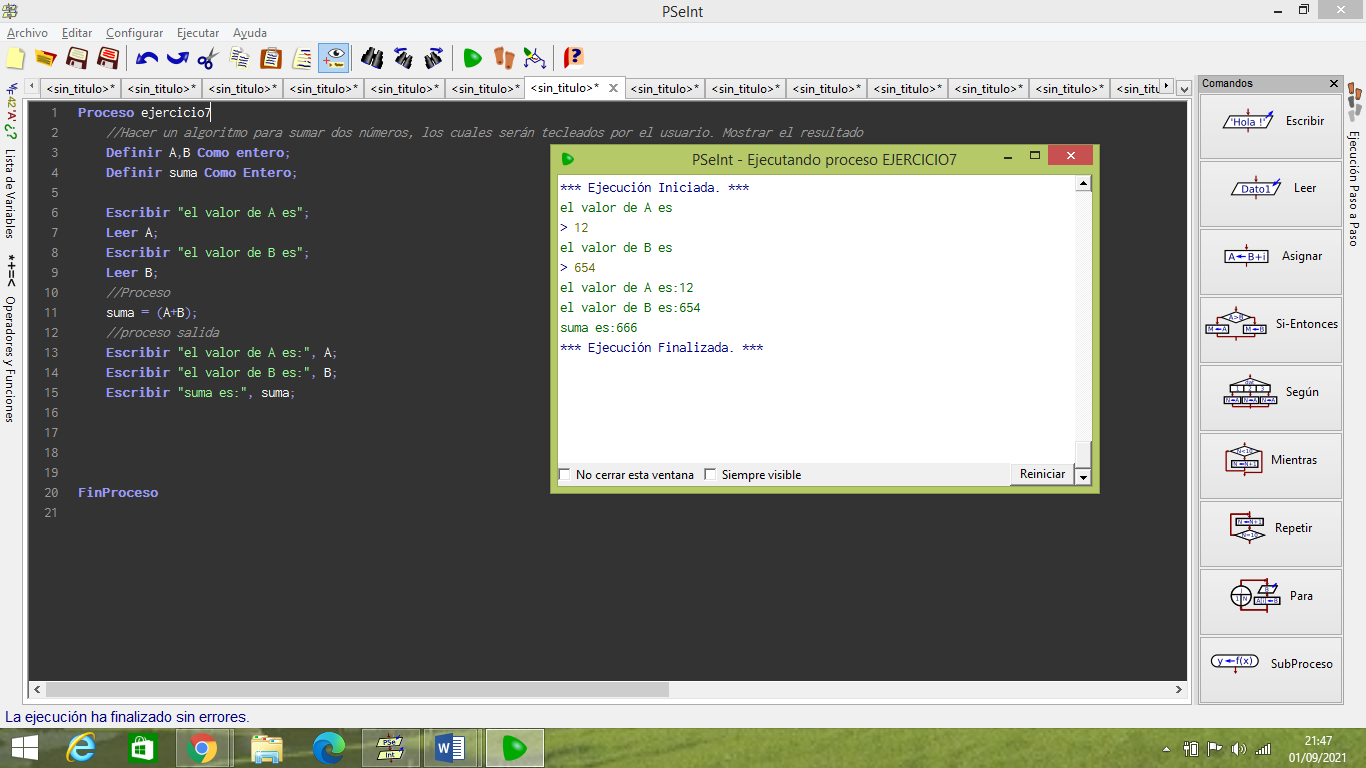 PSeInt
Archivo Editar Configurar Ejecutar Ayuda
<sin_titulo>* <sin_titulo>* <sin_titulo>* <sin_titulo>* <sin_titulo>* <sin_titulo>* <sin_titulo>* <sin_titulo>* <sin_titulo>* <sin_titulo>* <sin_titulo>* <sin_titulo>* <sin_titulo>* <sin_titu
Lista de Variables
Operadores y Funciones
1 Proceso ejercicio7
2 //Hacer un algoritmo para sumar dos números, los cuales serán tecleados por el usuario. Mostrar el resultado
3 Definir A,B Como entero;
4 Definir suma Como Entero;
5
6 Escribir "el valor de A es";
7 Leer A;
8 Escribir "el valor de B es";
9 Leer B;
10 //Proceso
11 suma = (A+B);
12 //proceso salida
13 Escribir "el valor de A es:", A;
14 Escribir "el valor de B es:", B;
15 Escribir "suma es:", suma;
16
17
18
19
20 FinProceso
21
PSeInt - Ejecutando proceso EJERCICIO7
*** Ejecución Iniciada. ***
el valor de A es
> 12
el valor de B es
> 654
el valor de A es:12
el valor de B es:654
suma es:666
*** Ejecución Finalizada. ***
No cerrar esta ventana Siempre visible Reiniciar
Comandos
'Hola !' Escribir
Dato1 Leer
A←B+i Asignar
A>B M←A M←B Si-Entonces
Según
Mientras
Repetir
Para
y←f(x) SubProceso
Ejecución Paso a Paso
La ejecución ha finalizado sin errores.
PSe Int
21:47
01/09/2021